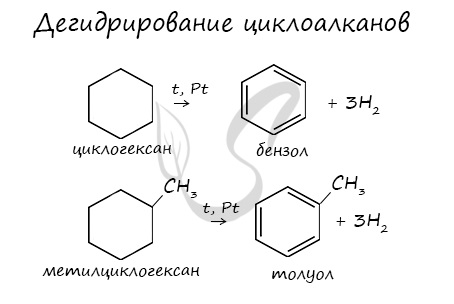 Дегидрирование циклоалканов
t, Pt
→
+ 3H₂
циклогексан
бензол
CH₃
t, Pt
→
CH₃
+ 3H₂
метилциклогексан
толуол